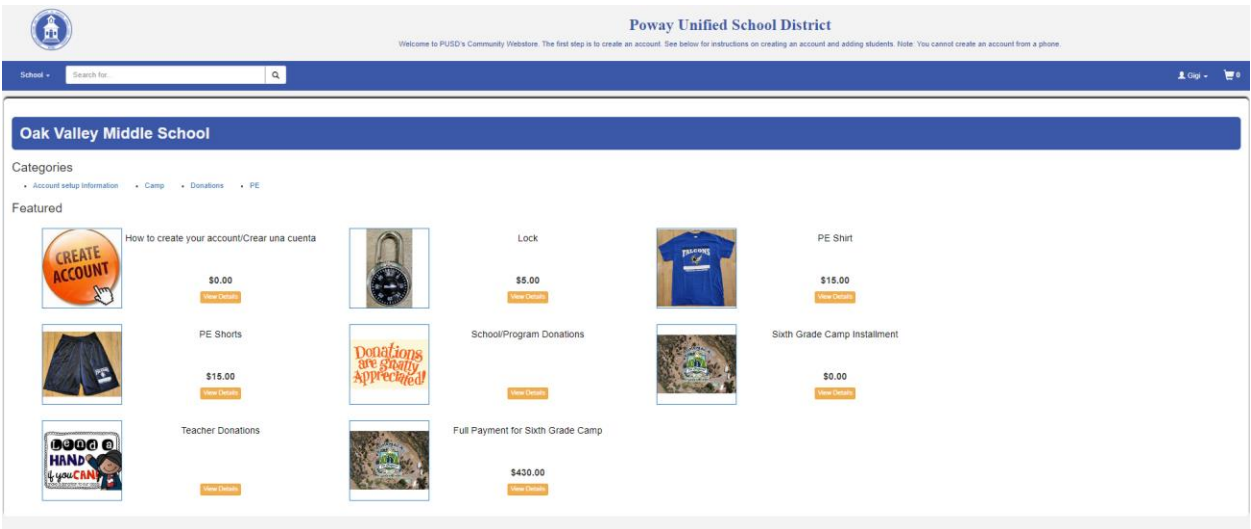 Poway Unified School District
Welcome to PUSD's Community Webstore. The first step is to create an account. See below for instructions on creating an account and adding students. Note: You cannot create an account from a phone.
School
Search for...
Gigi
0
Oak Valley Middle School
Categories
Account setup information
Camp
Donations
PE
Featured
CREATE
ACCOUNT
How to create your account/Crear una cuenta
$0.00
View Details
Lock
$5.00
View Details
FALCONS
PE Shirt
$15.00
View Details
PE Shorts
$15.00
View Details
Donations
are greatly
Appreciated!
School/Program Donations
View Details
Sixth Grade Camp Installment
$0.00
View Details
Lend a
HAND
if you CAN!
Teacher Donations
View Details
Full Payment for Sixth Grade Camp
$430.00
View Details